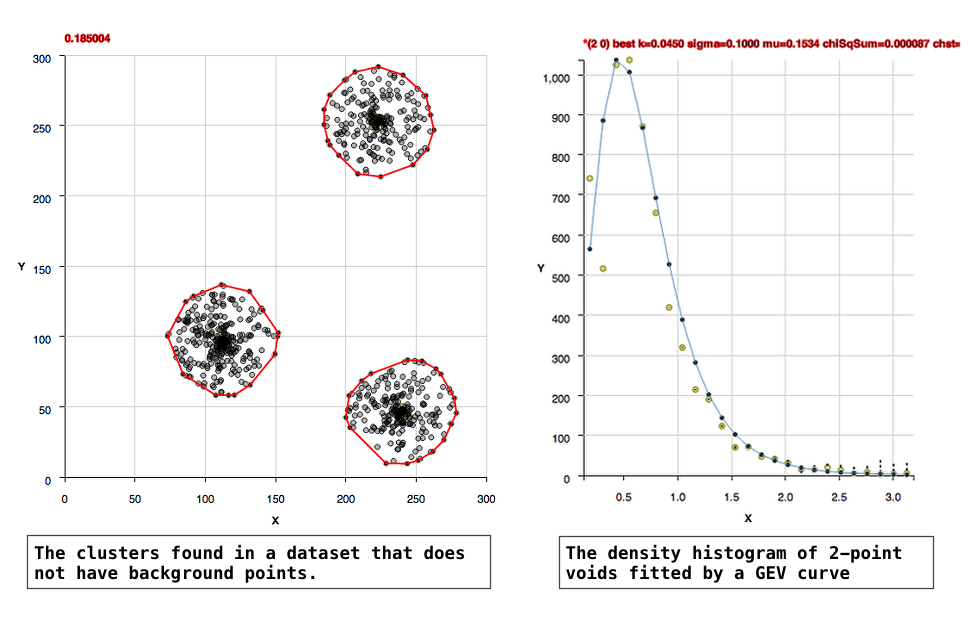 0.185004
300
250
200
150
100
50
0
Y
0 50 100 150 200 250 300
X
The clusters found in a dataset that does
not have background points.
*(2 0) best k=0.0450 sigma=0.1000 mu=0.1534 chiSqSum=0.000087 chst=
1,000
900
800
700
600
500
400
300
200
100
0
Y
0.5 1.0 1.5 2.0 2.5 3.0
X
The density histogram of 2-point
voids fitted by a GEV curve